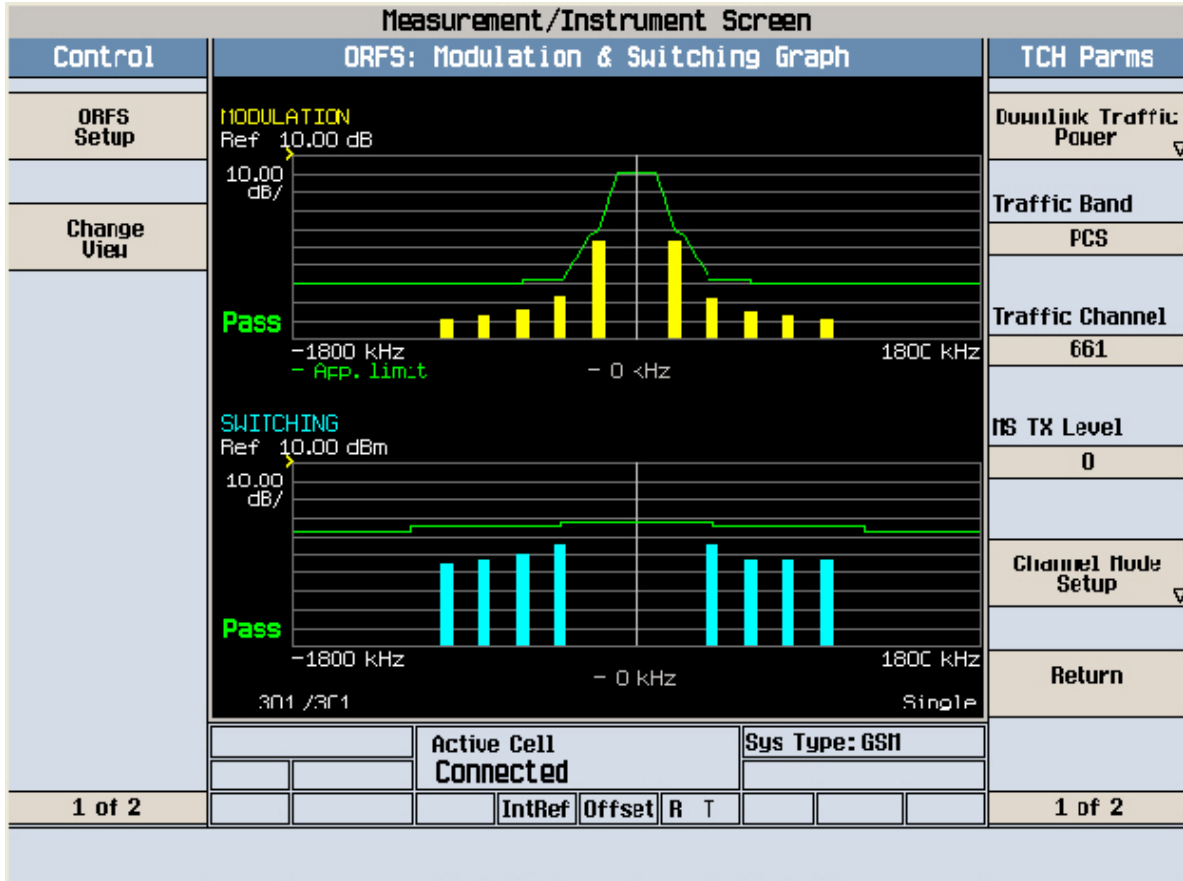 Measurement/Instrument Screen
Control
ORFS: Modulation & Switching Graph
TCH Parms
ORFS
Setup
Change
View
1 of 2
MODULATION
Ref 10.00 dB
10.00
dB/
Pass
-1800 kHz
1800 kHz
- App. limit
- 0 kHz
SWITCHING
Ref 10.00 dBm
10.00
dB/
Pass
-1800 kHz
1800 kHz
- 0 kHz
301 /301
Single
Active Cell
Connected
Sys Type: GSM
IntRef
Offset
R T
Downlink Traffic
Power
Traffic Band
PCS
Traffic Channel
661
MS TX Level
0
Channel Mode
Setup
Return
1 of 2